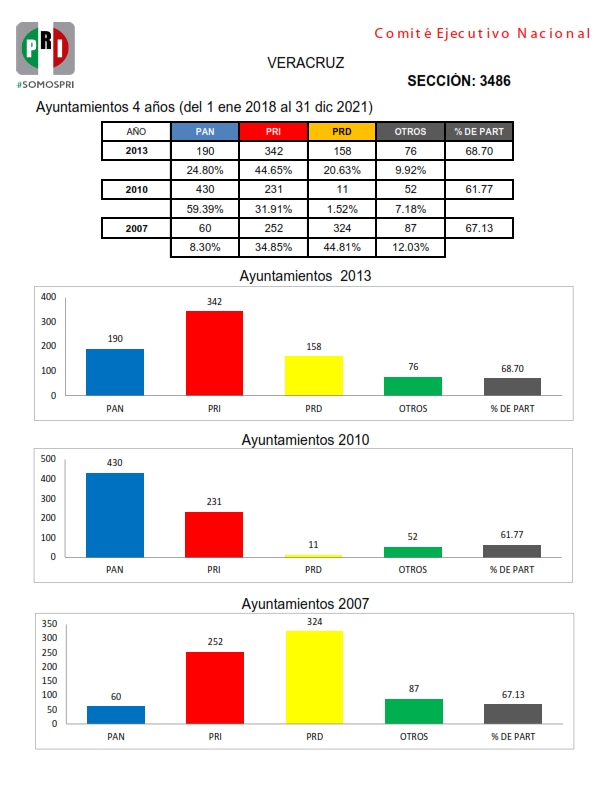 Comité Ejecutivo Nacional
PRI
#SOMOSPRI
VERACRUZ
SECCIÓN: 3486
Ayuntamientos 4 años (del 1 ene 2018 al 31 dic 2021)
AÑO PAN PRI PRD OTROS % DE PART
2013 190 342 158 76 68.70
24.80% 44.65% 20.63% 9.92%
2010 430 231 11 52 61.77
59.39% 31.91% 1.52% 7.18%
2007 60 252 324 87 67.13
8.30% 34.85% 44.81% 12.03%
Ayuntamientos 2013
400
300
200
100
0
190 342 158 76 68.70
PAN PRI PRD OTROS % DE PART
Ayuntamientos 2010
500
400
300
200
100
0
430 231 11 52 61.77
PAN PRI PRD OTROS % DE PART
Ayuntamientos 2007
350
300
250
200
150
100
50
0
60 252 324 87 67.13
PAN PRI PRD OTROS % DE PART